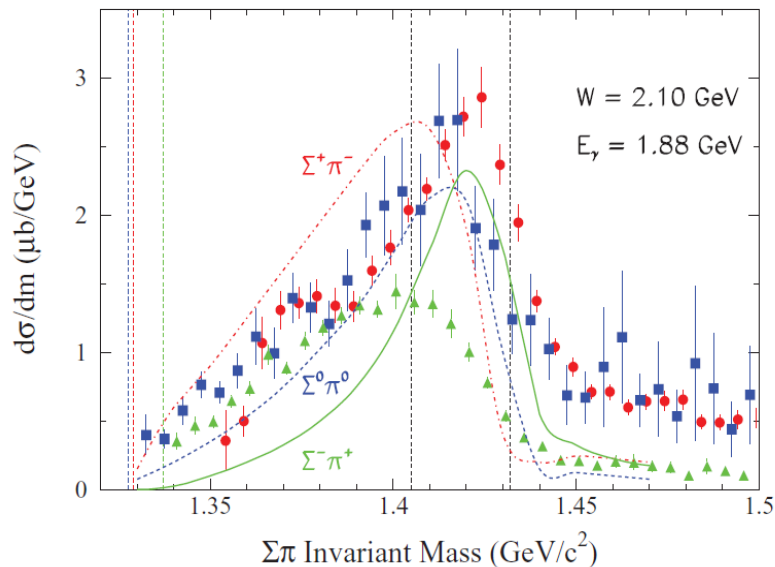 3
W = 2.10 GeV
Eγ = 1.88 GeV
Σ⁺π⁻
2
dσ/dm (μb/GeV)
1
Σ⁰π⁰
Σ⁻π⁺
0
1.35 1.4 1.45 1.5
Σπ Invariant Mass (GeV/c²)